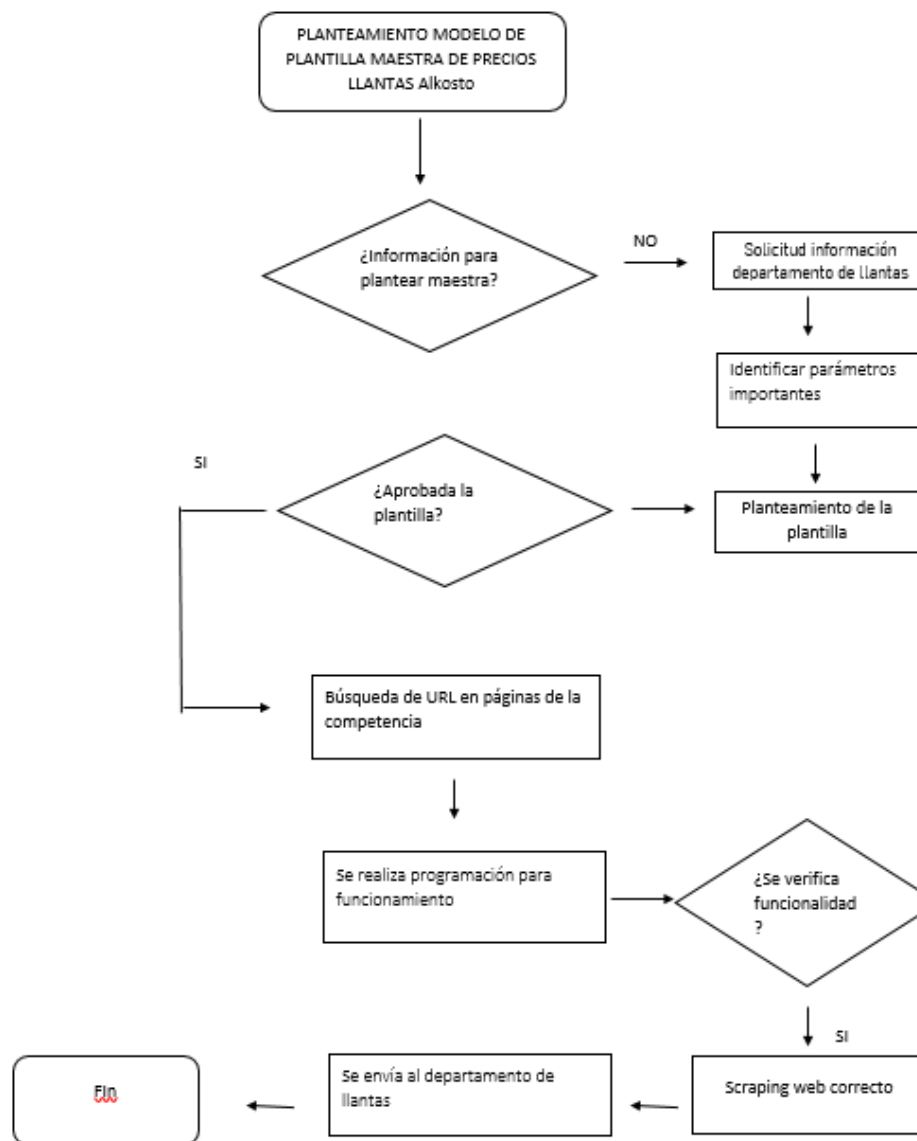 PLANTEAMIENTO MODELO DE
PLANTILLA MAESTRA DE PRECIOS
LLANTAS Alkosto
¿Información para
plantear maestra?
NO
Solicitud información
departamento de llantas
Identificar parámetros
importantes
SI
¿Aprobada la
plantilla?
Planteamiento de la
plantilla
Búsqueda de URL en páginas de la
competencia
Se realiza programación para
funcionamiento
¿Se verifica
funcionalidad
?
SI
Fin
Se envía al departamento de
llantas
Scraping web correcto